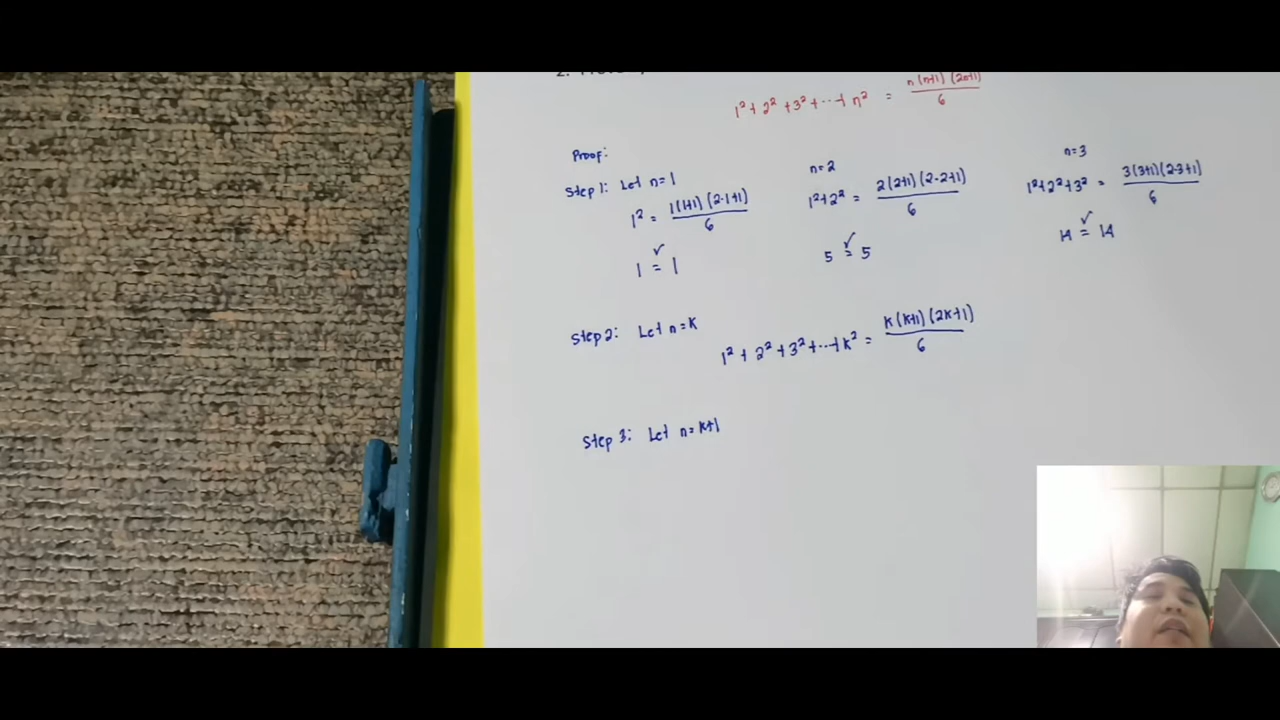 1² + 2² + 3² + ... + n² = n(n+1)(2n+1)/6
Proof:
Step 1: Let n=1
1² = 1(1+1)(2·1+1)/6
1 = 1 ✓
n=2
1²+2² = 2(2+1)(2·2+1)/6
5 = 5 ✓
n=3
1²+2²+3² = 3(3+1)(2·3+1)/6
14 = 14 ✓
Step 2: Let n=k
1² + 2² + 3² + ... + k² = k(k+1)(2k+1)/6
Step 3: Let n=k+1